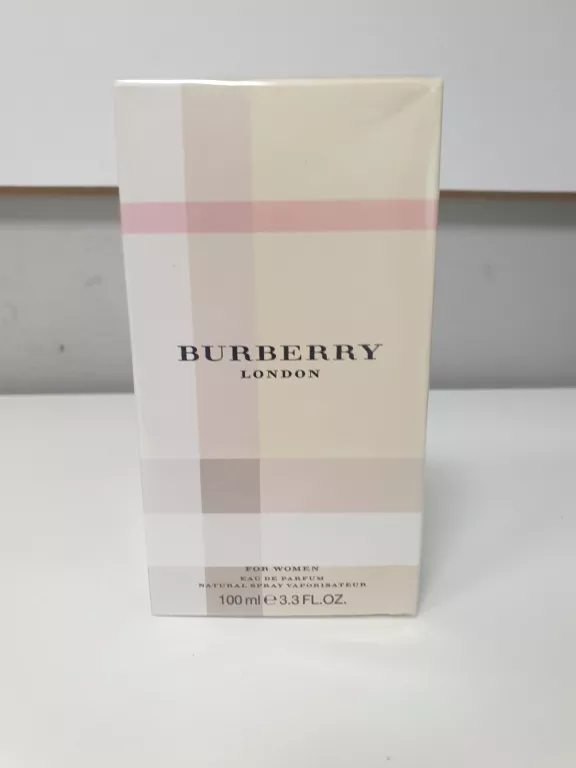 BURBERRY
LONDON
FOR WOMEN
EAU DE PARFUM
NATURAL SPRAY VAPORISATEUR
100 ml ℮ 3.3 FL.OZ.